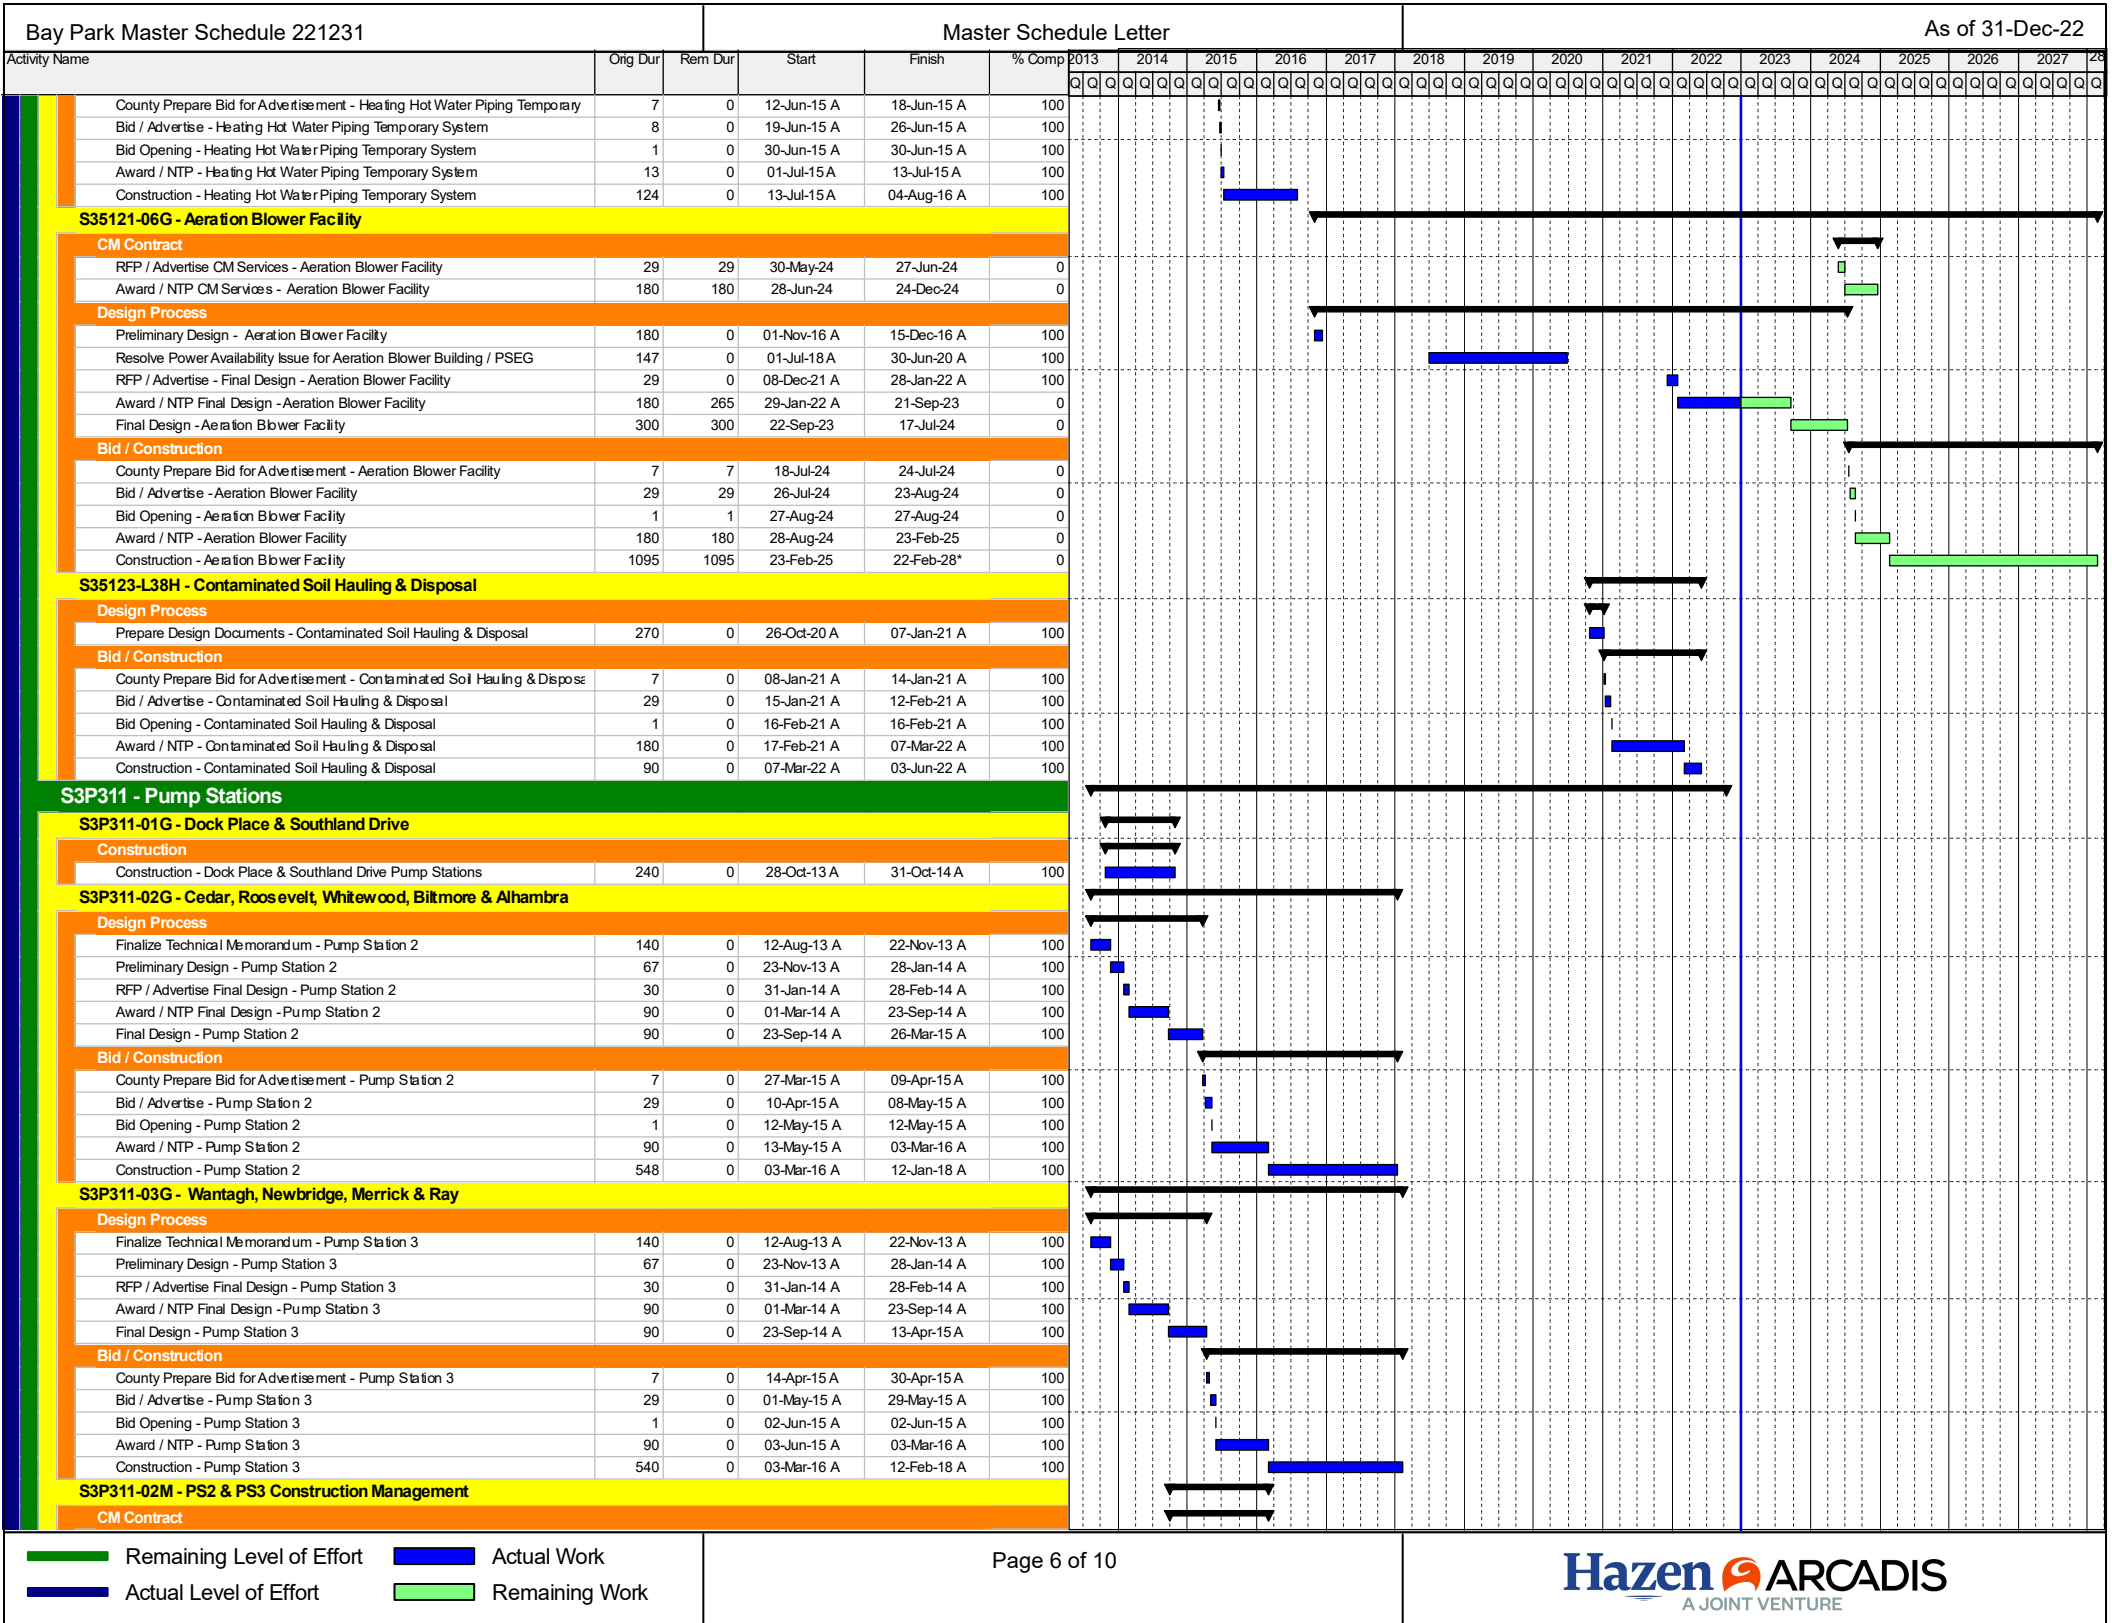 Bay Park Master Schedule 221231 Master Schedule Letter As of 31-Dec-22
Activity Name Orig Dur Rem Dur Start Finish % Comp 2013 2014 2015 2016 2017 2018 2019 2020 2021 2022 2023 2024 2025 2026 2027 28
Q Q Q Q Q Q Q Q Q Q Q Q Q Q Q Q Q Q Q Q Q Q Q Q Q Q Q Q Q Q Q Q Q Q Q Q Q Q Q Q Q Q Q Q Q Q Q Q Q Q Q Q Q Q Q Q Q Q Q Q
County Prepare Bid for Advertisement - Heating Hot Water Piping Temporary 7 0 12-Jun-15 A 18-Jun-15 A 100
Bid / Advertise - Heating Hot Water Piping Temporary System 8 0 19-Jun-15 A 26-Jun-15 A 100
Bid Opening - Heating Hot Water Piping Temporary System 1 0 30-Jun-15 A 30-Jun-15 A 100
Award / NTP - Heating Hot Water Piping Temporary System 13 0 01-Jul-15 A 13-Jul-15 A 100
Construction - Heating Hot Water Piping Temporary System 124 0 13-Jul-15 A 04-Aug-16 A 100
S35121-06G - Aeration Blower Facility
CM Contract
RFP / Advertise CM Services - Aeration Blower Facility 29 29 30-May-24 27-Jun-24 0
Award / NTP CM Services - Aeration Blower Facility 180 180 28-Jun-24 24-Dec-24 0
Design Process
Preliminary Design - Aeration Blower Facility 180 0 01-Nov-16 A 15-Dec-16 A 100
Resolve Power Availability Issue for Aeration Blower Building / PSEG 147 0 01-Jul-18 A 30-Jun-20 A 100
RFP / Advertise - Final Design - Aeration Blower Facility 29 0 08-Dec-21 A 28-Jan-22 A 100
Award / NTP Final Design - Aeration Blower Facility 180 265 29-Jan-22 A 21-Sep-23 0
Final Design - Aeration Blower Facility 300 300 22-Sep-23 17-Jul-24 0
Bid / Construction
County Prepare Bid for Advertisement - Aeration Blower Facility 7 7 18-Jul-24 24-Jul-24 0
Bid / Advertise - Aeration Blower Facility 29 29 26-Jul-24 23-Aug-24 0
Bid Opening - Aeration Blower Facility 1 1 27-Aug-24 27-Aug-24 0
Award / NTP - Aeration Blower Facility 180 180 28-Aug-24 23-Feb-25 0
Construction - Aeration Blower Facility 1095 1095 23-Feb-25 22-Feb-28* 0
S35123-L38H - Contaminated Soil Hauling & Disposal
Design Process
Prepare Design Documents - Contaminated Soil Hauling & Disposal 270 0 26-Oct-20 A 07-Jan-21 A 100
Bid / Construction
County Prepare Bid for Advertisement - Contaminated Soil Hauling & Disposa 7 0 08-Jan-21 A 14-Jan-21 A 100
Bid / Advertise - Contaminated Soil Hauling & Disposal 29 0 15-Jan-21 A 12-Feb-21 A 100
Bid Opening - Contaminated Soil Hauling & Disposal 1 0 16-Feb-21 A 16-Feb-21 A 100
Award / NTP - Contaminated Soil Hauling & Disposal 180 0 17-Feb-21 A 07-Mar-22 A 100
Construction - Contaminated Soil Hauling & Disposal 90 0 07-Mar-22 A 03-Jun-22 A 100
S3P311 - Pump Stations
S3P311-01G - Dock Place & Southland Drive
Construction
Construction - Dock Place & Southland Drive Pump Stations 240 0 28-Oct-13 A 31-Oct-14 A 100
S3P311-02G - Cedar, Roosevelt, Whitewood, Biltmore & Alhambra
Design Process
Finalize Technical Memorandum - Pump Station 2 140 0 12-Aug-13 A 22-Nov-13 A 100
Preliminary Design - Pump Station 2 67 0 23-Nov-13 A 28-Jan-14 A 100
RFP / Advertise Final Design - Pump Station 2 30 0 31-Jan-14 A 28-Feb-14 A 100
Award / NTP Final Design - Pump Station 2 90 0 01-Mar-14 A 23-Sep-14 A 100
Final Design - Pump Station 2 90 0 23-Sep-14 A 26-Mar-15 A 100
Bid / Construction
County Prepare Bid for Advertisement - Pump Station 2 7 0 27-Mar-15 A 09-Apr-15 A 100
Bid / Advertise - Pump Station 2 29 0 10-Apr-15 A 08-May-15 A 100
Bid Opening - Pump Station 2 1 0 12-May-15 A 12-May-15 A 100
Award / NTP - Pump Station 2 90 0 13-May-15 A 03-Mar-16 A 100
Construction - Pump Station 2 548 0 03-Mar-16 A 12-Jan-18 A 100
S3P311-03G - Wantagh, Newbridge, Merrick & Ray
Design Process
Finalize Technical Memorandum - Pump Station 3 140 0 12-Aug-13 A 22-Nov-13 A 100
Preliminary Design - Pump Station 3 67 0 23-Nov-13 A 28-Jan-14 A 100
RFP / Advertise Final Design - Pump Station 3 30 0 31-Jan-14 A 28-Feb-14 A 100
Award / NTP Final Design - Pump Station 3 90 0 01-Mar-14 A 23-Sep-14 A 100
Final Design - Pump Station 3 90 0 23-Sep-14 A 13-Apr-15 A 100
Bid / Construction
County Prepare Bid for Advertisement - Pump Station 3 7 0 14-Apr-15 A 30-Apr-15 A 100
Bid / Advertise - Pump Station 3 29 0 01-May-15 A 29-May-15 A 100
Bid Opening - Pump Station 3 1 0 02-Jun-15 A 02-Jun-15 A 100
Award / NTP - Pump Station 3 90 0 03-Jun-15 A 03-Mar-16 A 100
Construction - Pump Station 3 540 0 03-Mar-16 A 12-Feb-18 A 100
S3P311-02M - PS2 & PS3 Construction Management
CM Contract
Remaining Level of Effort Actual Work Page 6 of 10 Hazen ARCADIS
Actual Level of Effort Remaining Work A JOINT VENTURE